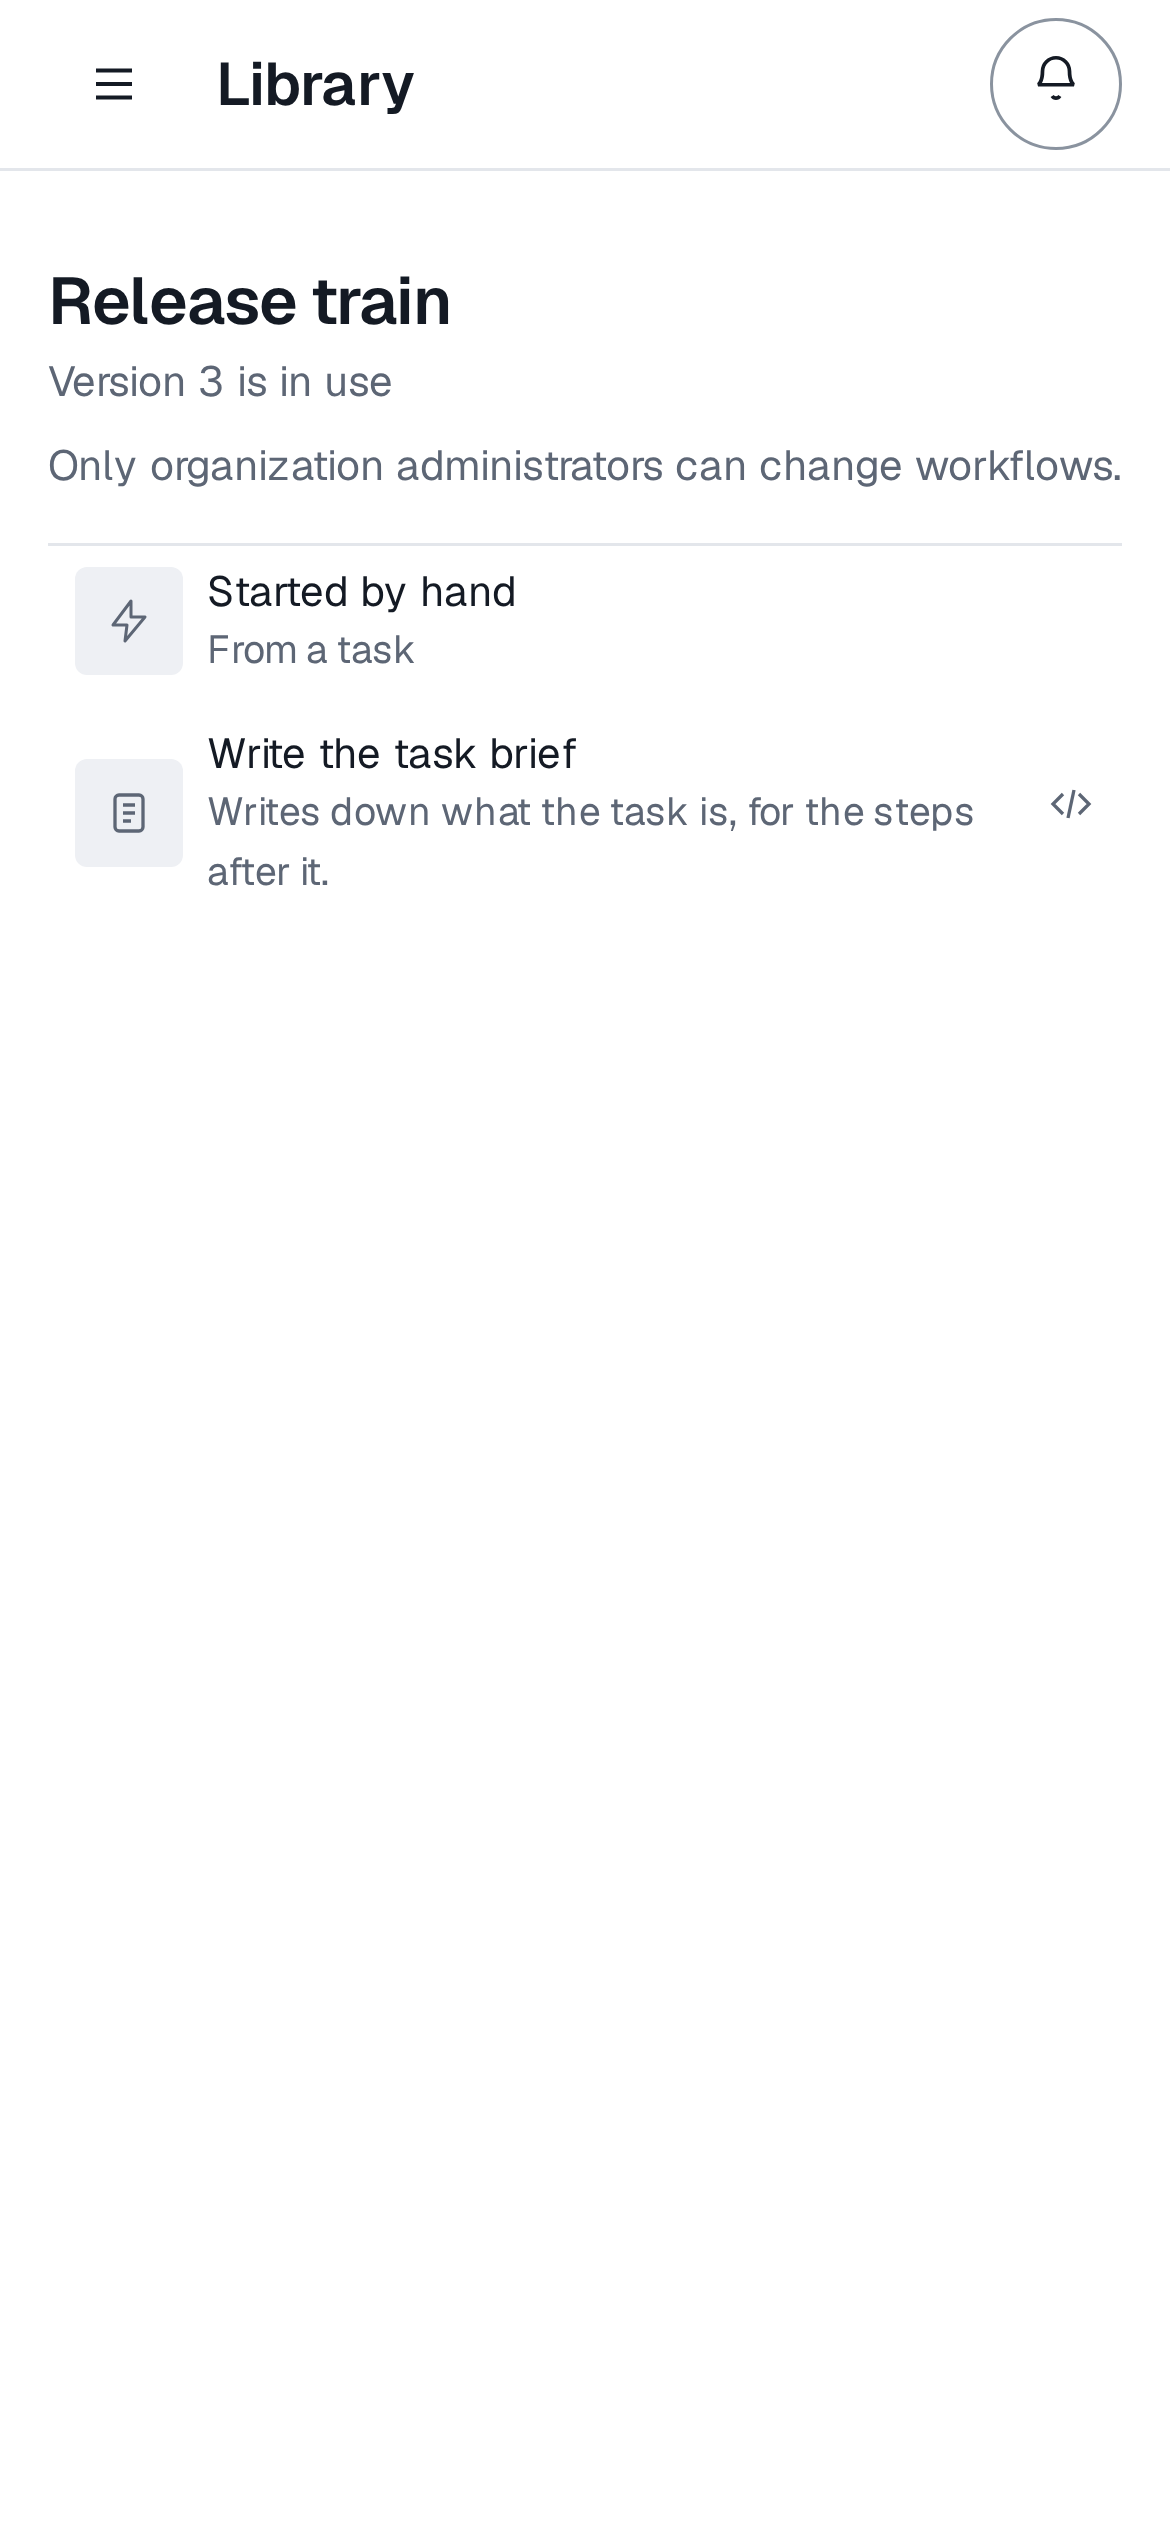 Library
Release train
Version 3 is in use
Only organization administrators can change workflows.
Started by hand
From a task
Write the task brief
Writes down what the task is, for the steps
after it.